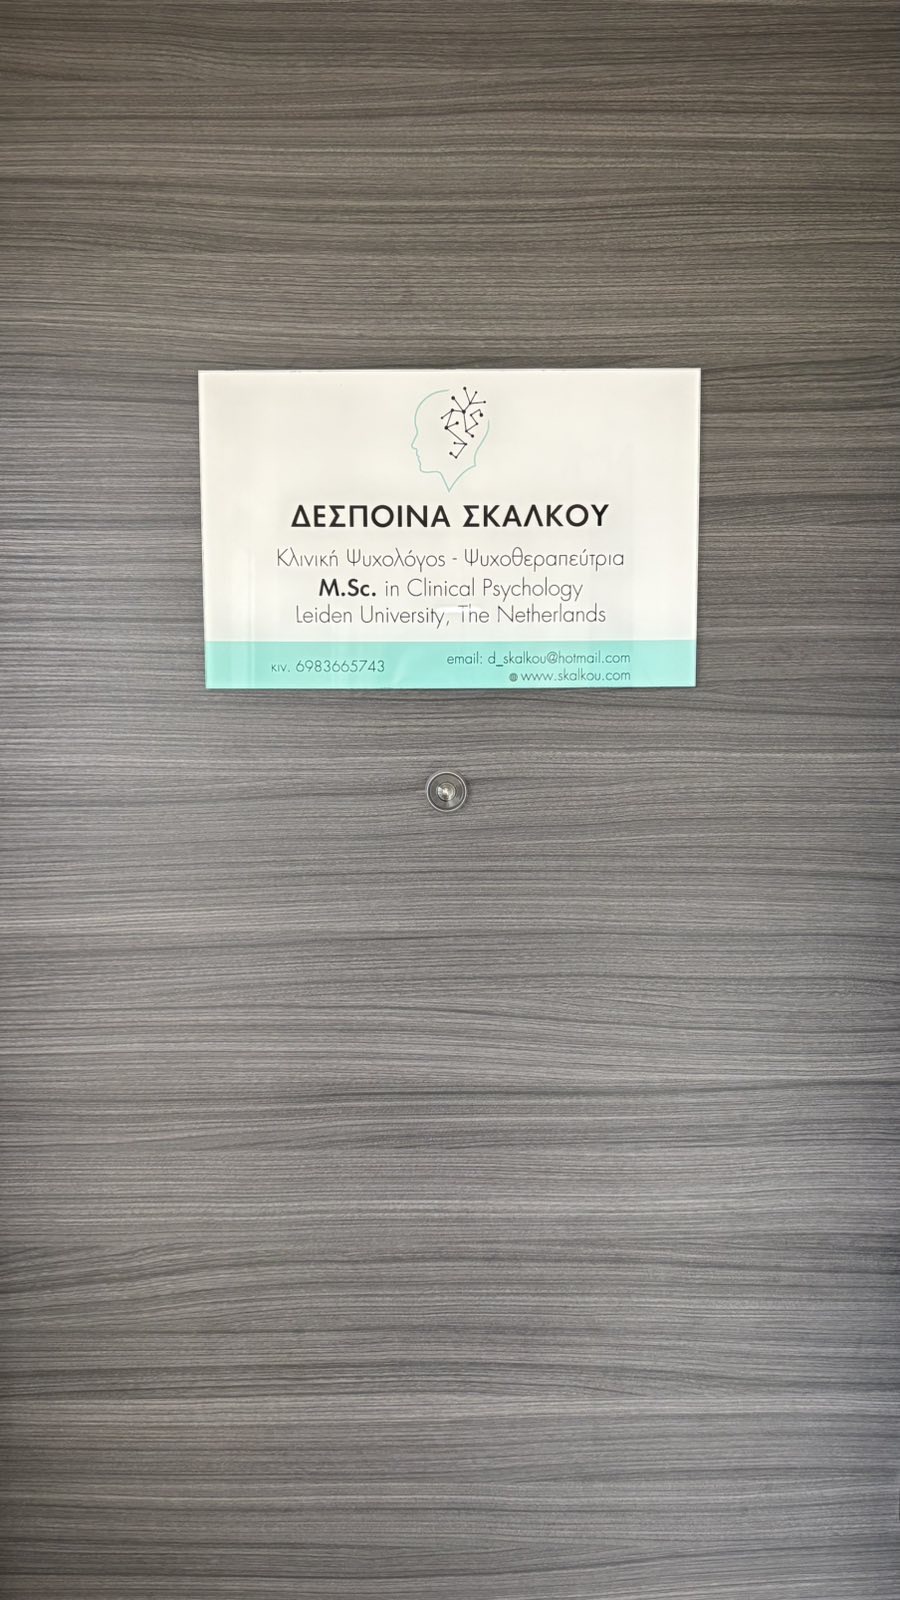 ΔΕΣΠΟΙΝΑ ΣΚΑΛΚΟΥ
Κλινική Ψυχολόγος - Ψυχοθεραπεύτρια
M.Sc. in Clinical Psychology
Leiden University, The Netherlands
κιν. 6983665743
email: d_skalkou@hotmail.com
www.skalkou.com